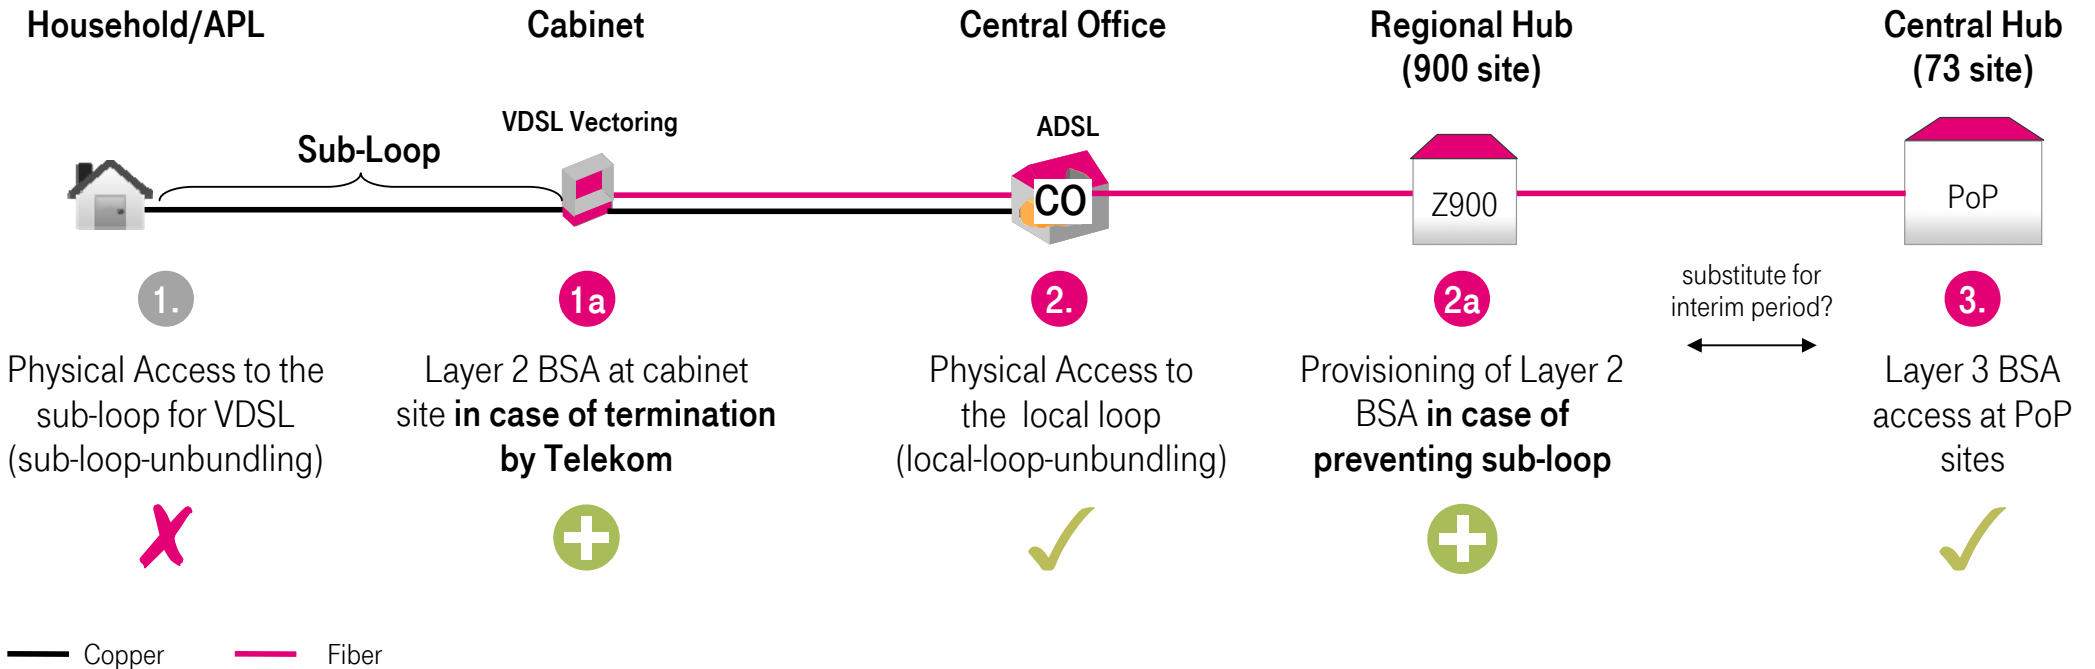 Household/APL
Cabinet
Central Office
Regional Hub
(900 site)
Central Hub
(73 site)
VDSL Vectoring
ADSL
Sub-Loop
CO
Z900
PoP
1.
1a
2.
2a
3.
substitute for
interim period?
Physical Access to the
sub-loop for VDSL
(sub-loop-unbundling)
Layer 2 BSA at cabinet
site in case of termination
by Telekom
Physical Access to
the local loop
(local-loop-unbundling)
Provisioning of Layer 2
BSA in case of
preventing sub-loop
Layer 3 BSA
access at PoP
sites
Copper
Fiber